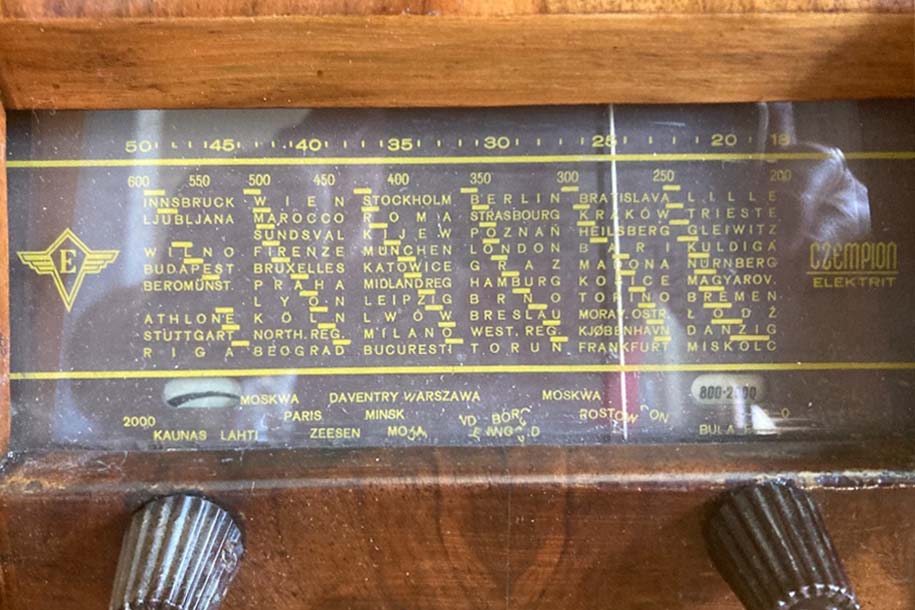 50 45 40 35 30 25 20 18
600 550 500 450 400 350 300 250 200
INNSBRUCK WIEN STOCKHOLM BERLIN BRATISLAVA LILLE
LJUBLJANA MAROCCO ROMA STRASBOURG KRAKÓW TRIESTE
SUNDSVAL KIJEW POZNAŃ HEILSBERG GLEIWITZ
WILNO FIRENZE MÜNCHEN LONDON BARI KULDIGA
E BUDAPEST BRUXELLES KATOWICE GRAZ NÜRNBERG CZEMPION
BEROMÜNST. PRAHA MIDLANDREG HAMBURG MAGYAROV. ELEKTRIT
LYON LEIPZIG BRNO TORINO BREMEN
ATHLONE KÖLN LWÓW BRESLAU MORAV.OSTR. ŁÓDŹ
STUTTGART NORTH.REG. MILANO WEST.REG. KJØBENHAVN DANZIG
RIGA BEOGRAD BUCURESTI TORUN FRANKFURT MISKOLC
800-2000
MOSKWA DAVENTRY WARSZAWA MOSKWA
2000 PARIS MINSK ROSTOW
KAUNAS LAHTI ZEESEN